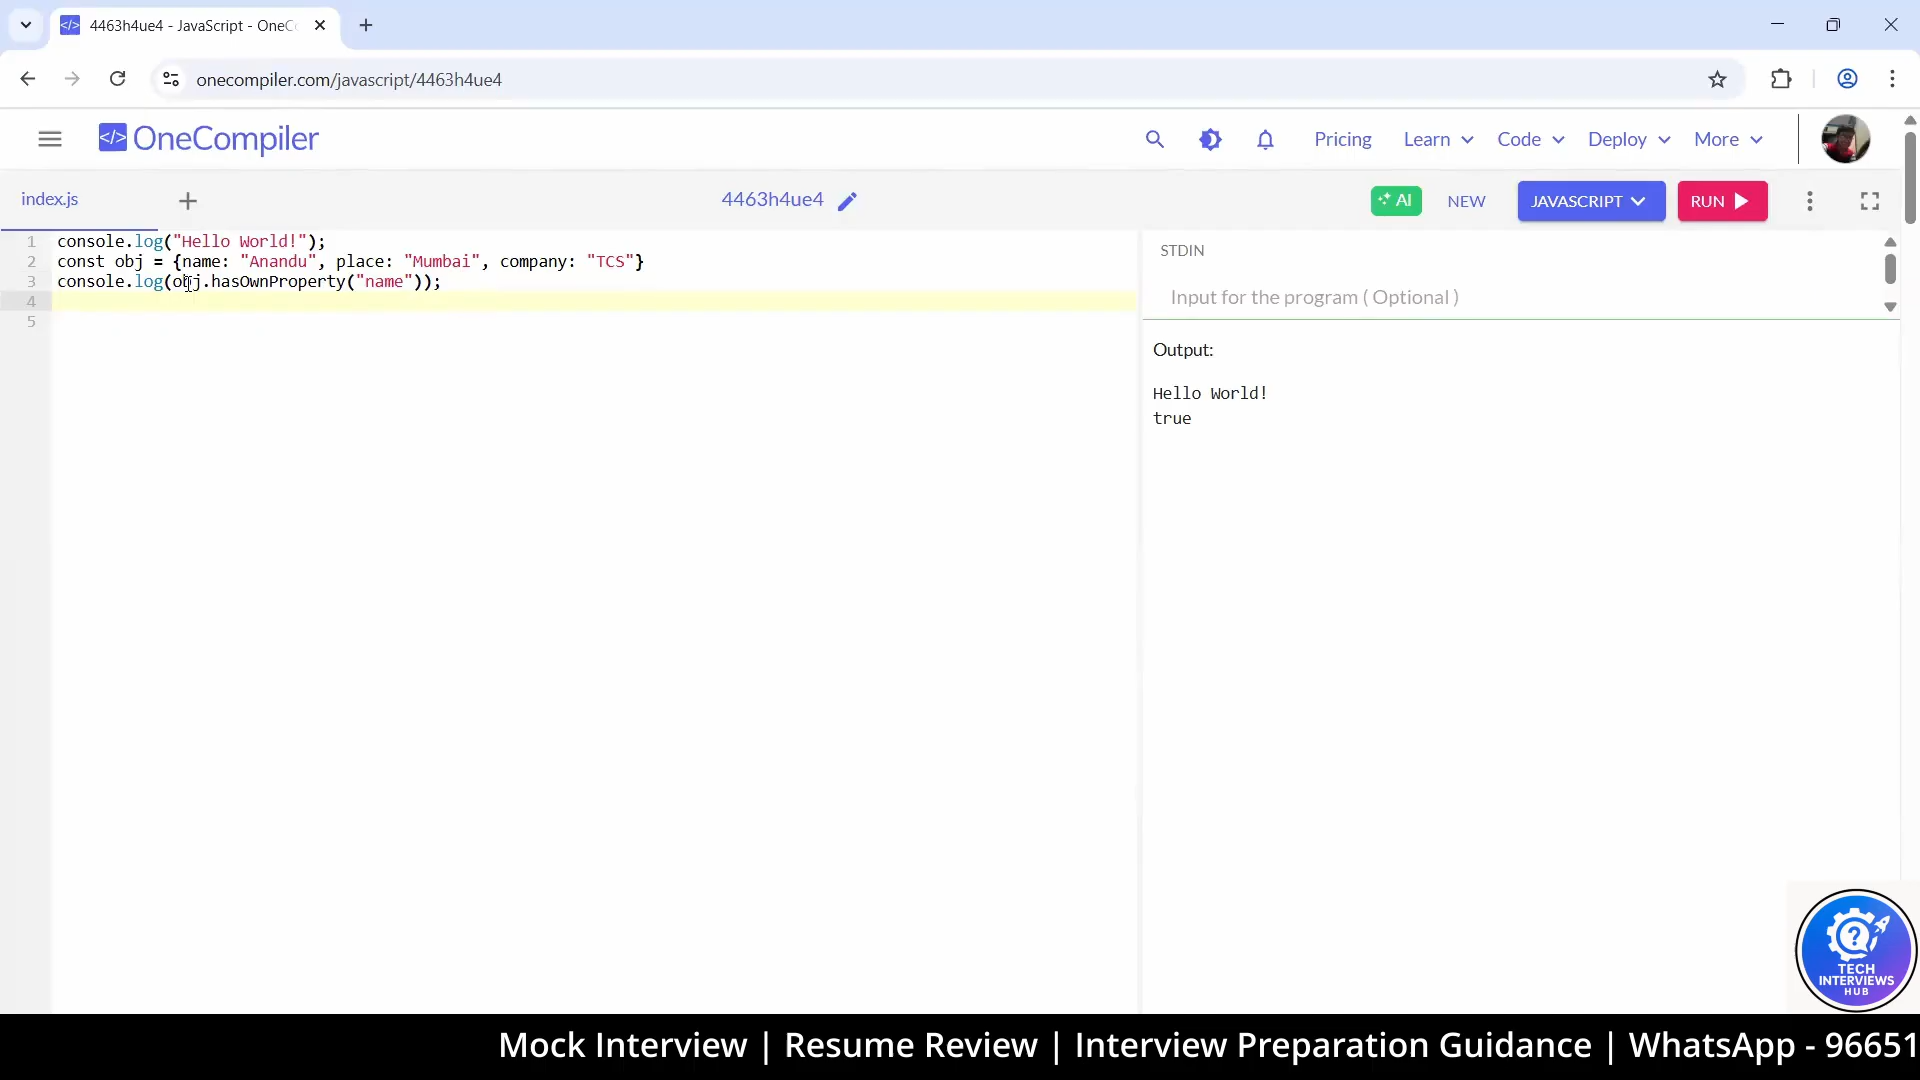 4463h4ue4 - JavaScript - OneC
onecompiler.com/javascript/4463h4ue4
</> OneCompiler
Pricing
Learn
Code
Deploy
More
index.js
4463h4ue4
AI
NEW
JAVASCRIPT
RUN
1 console.log("Hello World!");
2 const obj = {name: "Anandu", place: "Mumbai", company: "TCS"}
3 console.log(obj.hasOwnProperty("name"));
4
5
STDIN
Input for the program ( Optional )
Output:
Hello World!
true
?
TECH
INTERVIEWS
HUB
Mock Interview | Resume Review | Interview Preparation Guidance | WhatsApp - 96651